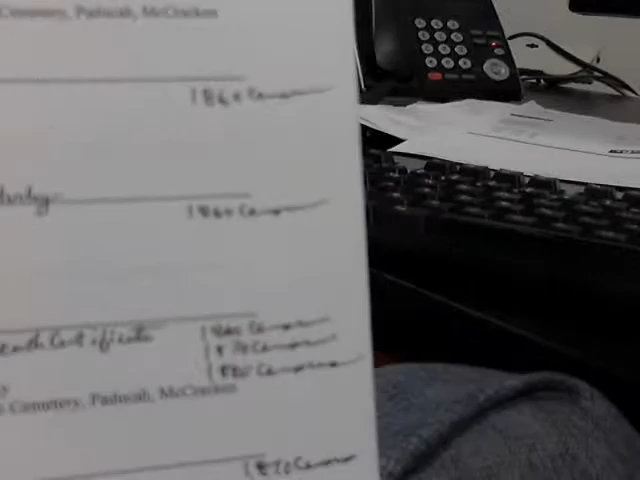 Cemetery, Paducah, McCracken
1860 Census
1860 Census
eath Certificate 1860 Census
1870 Census
1880 Census
y
Cemetery, Paducah, McCracken
1870 Census